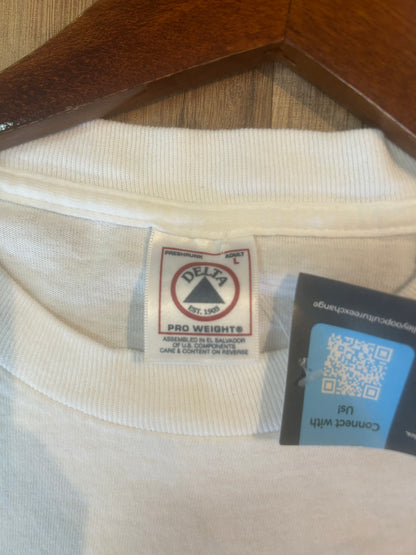 PRESHRUNK ADULT
L
DELTA
EST. 1903
PRO WEIGHT®
ASSEMBLED IN EL SALVADOR
OF U.S. COMPONENTS
CARE & CONTENT ON REVERSE
Connect with
Us!